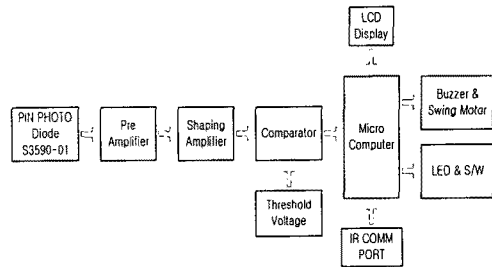 LCD
Display
PIN PHOTO
Diode
S3590-01
Pre
Amplifier
Shaping
Amplifier
Comparator
Micro
Computer
Buzzer &
Swing Motor
LEO & S/W
Threshold
Voltage
IR COMM
PORT